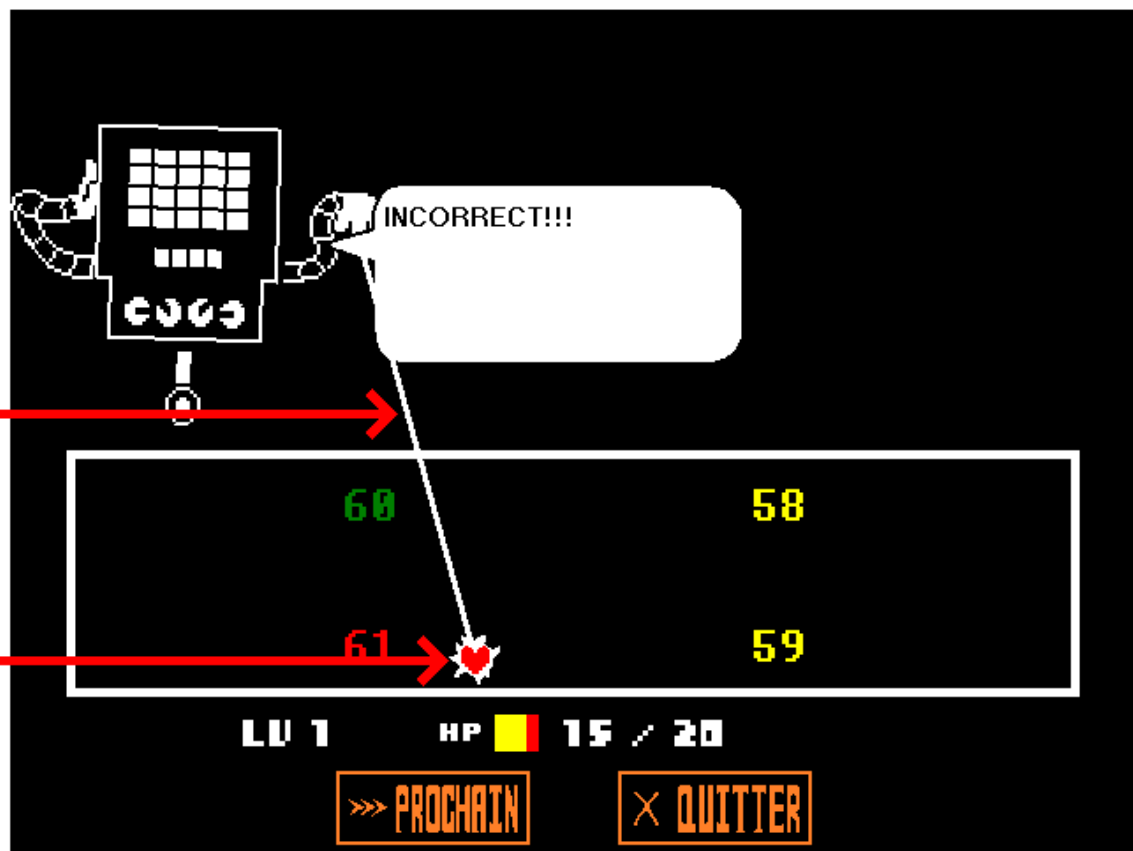 INCORRECT!!!
60 58
61 59
LV 1 HP 15 / 20
>>> PROCHAIN X QUITTER